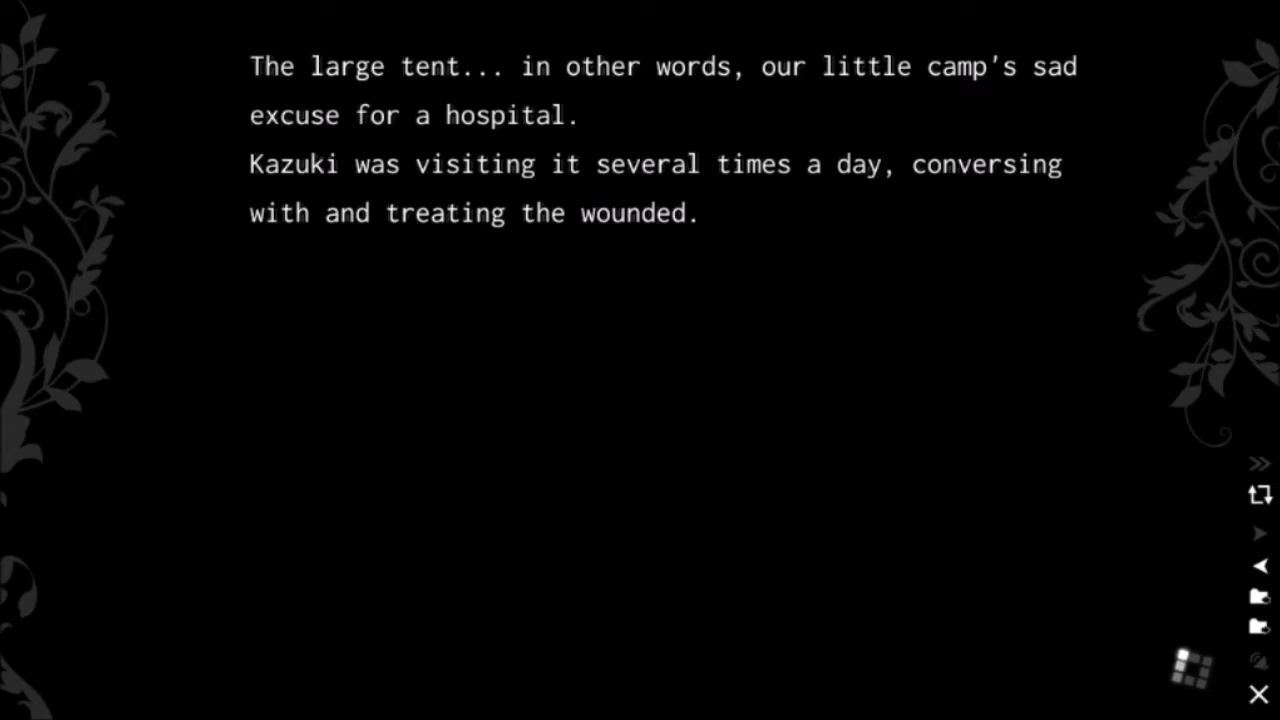 The large tent... in other words, our little camp's sad
excuse for a hospital.
Kazuki was visiting it several times a day, conversing
with and treating the wounded.